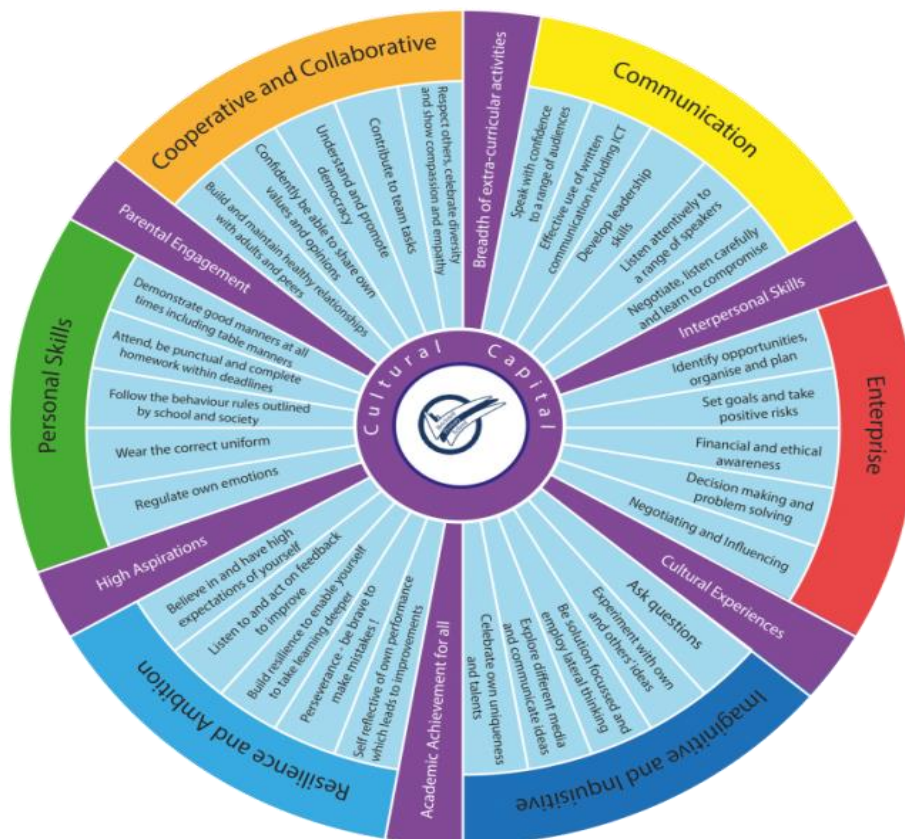 Cultural Capital
Breadth of extra-curricular activities
Communication
Speak with confidence
to a range of audiences
Effective use of written
communication including ICT
Develop leadership
skills
Listen attentively to
a range of speakers
Negotiate, listen carefully
and learn to compromise
Interpersonal Skills
Enterprise
Identify opportunities,
organise and plan
Set goals and take
positive risks
Financial and ethical
awareness
Decision making and
problem solving
Negotiating and Influencing
Cultural Experiences
Imaginitive and Inquisitive
Ask questions
Experiment with own
and others' ideas
Be solution focussed and
employ lateral thinking
Explore different media
and communicate ideas
Celebrate own uniqueness
and talents
Academic Achievement for all
Resilience and Ambition
Self reflective of own performance
which leads to improvements
Perseverance - be brave to
make mistakes !
Build resilience to enable yourself
to take learning deeper
Listen to and act on feedback
to improve
Believe in and have high
expectations of yourself
High Aspirations
Personal Skills
Regulate own emotions
Wear the correct uniform
Follow the behaviour rules outlined
by school and society
Attend, be punctual and complete
homework within deadlines
Demonstrate good manners at all
times including table manners
Parental Engagement
Cooperative and Collaborative
Build and maintain healthy relationships
with adults and peers
Confidently be able to share own
values and opinions
Understand and promote
democracy
Contribute to team tasks
Respect others, celebrate diversity
and show compassion and empathy